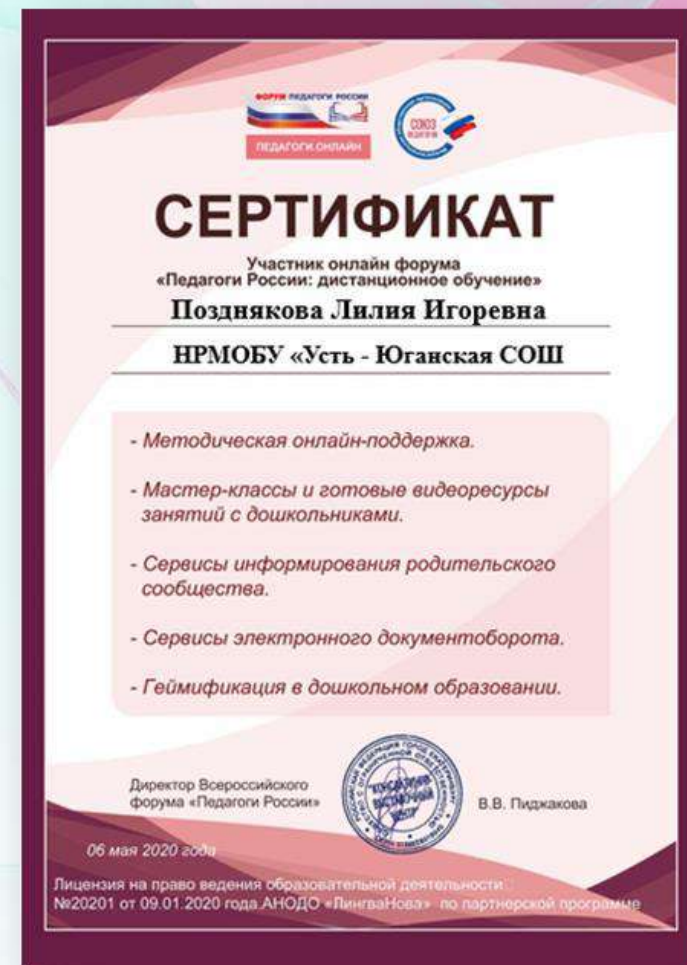 ФОРУМ ПЕДАГОГИ РОССИИ
ПЕДАГОГИ.ОНЛАЙН
СОЮЗ
СЕРТИФИКАТ
Участник онлайн форума
«Педагоги России: дистанционное обучение»
Позднякова Лилия Игоревна
НРМОБУ «Усть - Юганская СОШ
- Методическая онлайн-поддержка.
- Мастер-классы и готовые видеоресурсы
занятий с дошкольниками.
- Сервисы информирования родительского
сообщества.
- Сервисы электронного документоборота.
- Геймификация в дошкольном образовании.
Директор Всероссийского
форума «Педагоги России»
В.В. Пиджакова
06 мая 2020 года
Лицензия на право ведения образовательной деятельности
№20201 от 09.01.2020 года.АНОДО «ЛингваНова» по партнерской программе